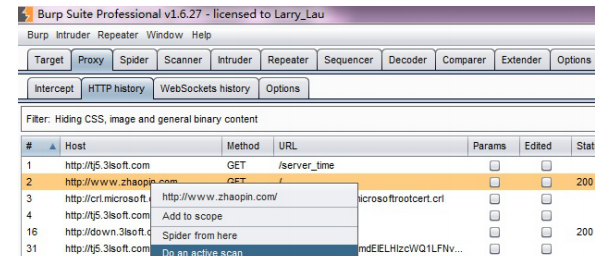 Burp Suite Professional v1.6.27 - licensed to Larry_Lau
Burp Intruder Repeater Window Help
Target Proxy Spider Scanner Intruder Repeater Sequencer Decoder Comparer Extender Options
Intercept HTTP history WebSockets history Options
Filter: Hiding CSS, image and general binary content
# Host Method URL Params Edited Stat
1 http://tj5.3lsoft.com GET /server_time
2 http://www.zhaopin.com GET / 200
http://www.zhaopin.com/
3 http://crl.microsoft. icrosoftrootcert.crl
4 http://tj5.3lsoft.com
Add to scope
16 http://down.3lsoft. 200
Spider from here
31 http://tj5.3lsoft.com
Do an active scan